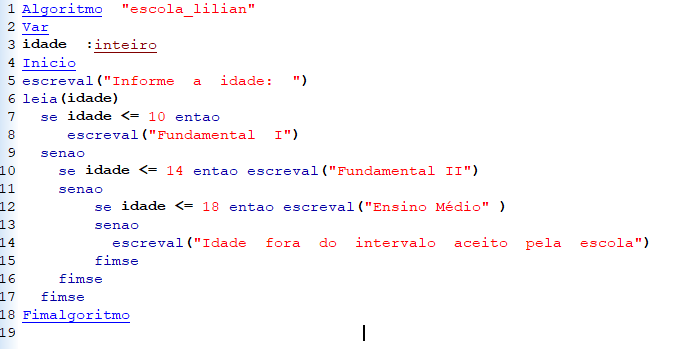 1 Algoritmo "escola_lilian"
2 Var
3 idade :inteiro
4 Inicio
5 escreval("Informe a idade: ")
6 leia(idade)
7 se idade <= 10 entao
8 escreval("Fundamental I")
9 senao
10 se idade <= 14 entao escreval("Fundamental II")
11 senao
12 se idade <= 18 entao escreval("Ensino Médio" )
13 senao
14 escreval("Idade fora do intervalo aceito pela escola")
15 fimse
16 fimse
17 fimse
18 Fimalgoritmo
19